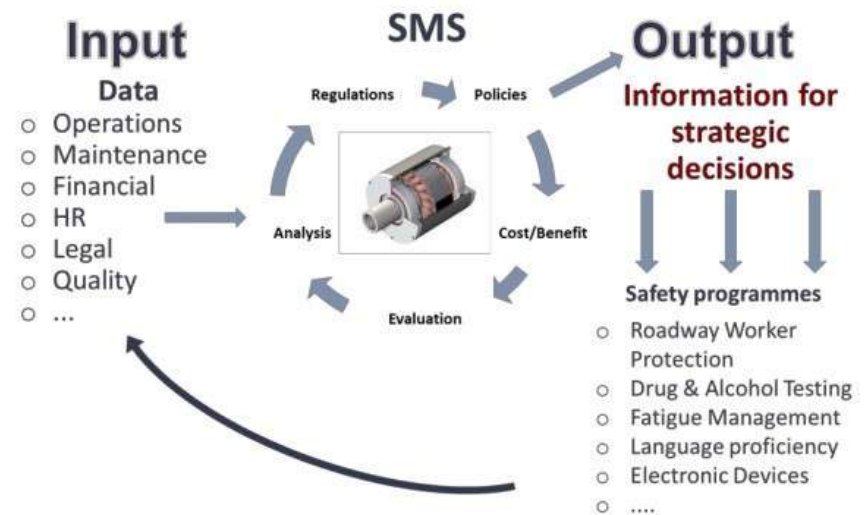 Input
Data
○ Operations
○ Maintenance
○ Financial
○ HR
○ Legal
○ Quality
○ ...
SMS
Regulations
Policies
Cost/Benefit
Evaluation
Analysis
Output
Information for
strategic
decisions
Safety programmes
○ Roadway Worker
Protection
○ Drug & Alcohol Testing
○ Fatigue Management
○ Language proficiency
○ Electronic Devices
○ ....